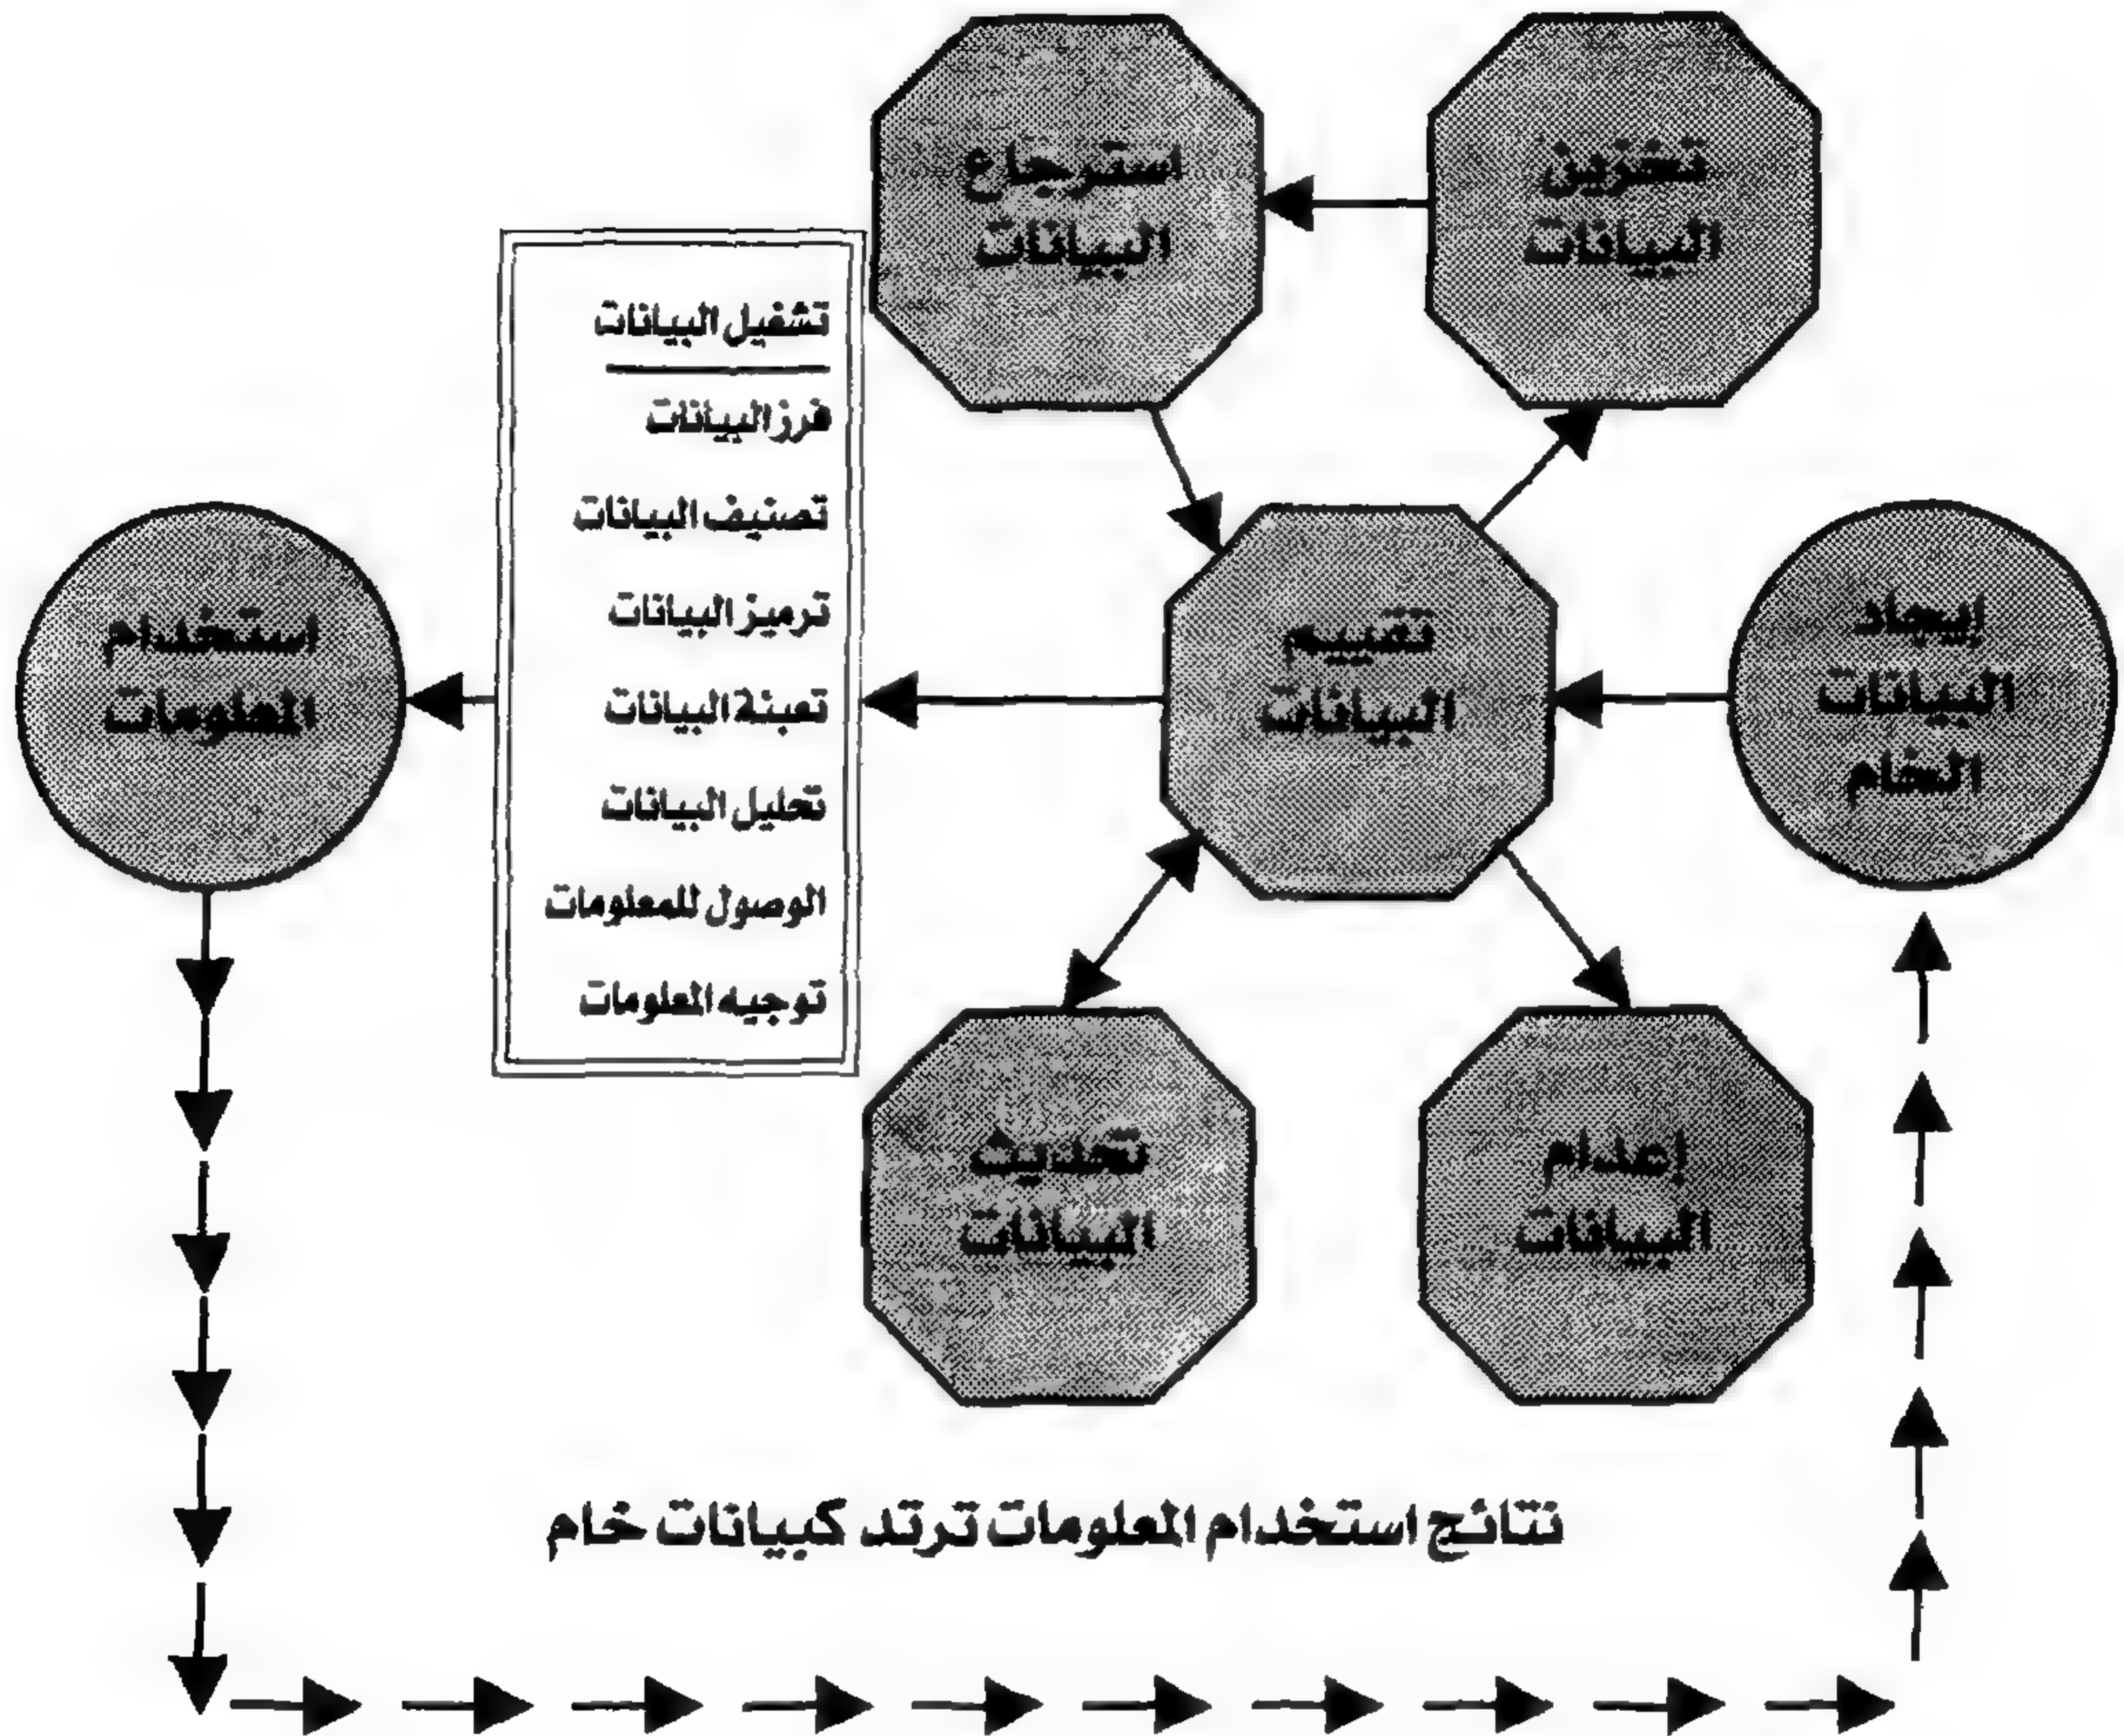 تخزين
البيانات
استرجاع
البيانات
تشغيل البيانات
فرز البيانات
تصنيف البيانات
ترميز البيانات
تعبئة البيانات
تحليل البيانات
الوصول للمعلومات
توجيه المعلومات
إيجاد
البيانات
الخام
تقييم
البيانات
استخدام
المعلومات
إعدام
البيانات
تحديث
البيانات
نتائج استخدام المعلومات ترتد كبيانات خام